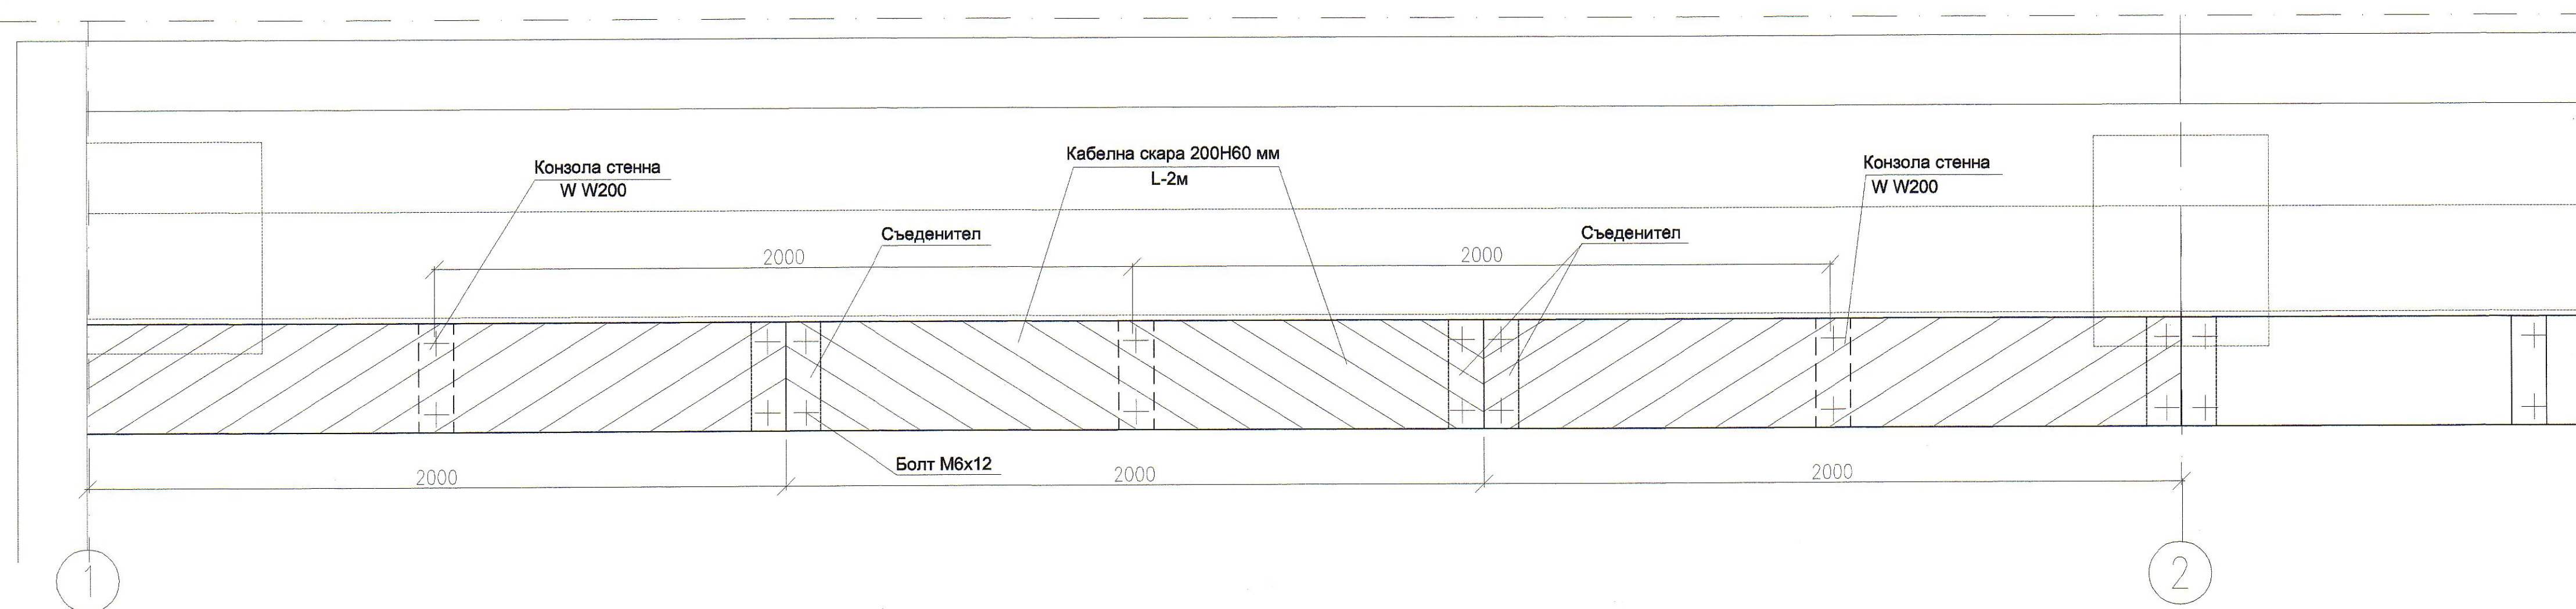 Кабелна скара 200H60 мм
L-2м
Конзола стенна
W W200
Конзола стенна
W W200
Съеденител
Съеденител
2000
2000
Болт М6х12
2000
2000
2000
1
2